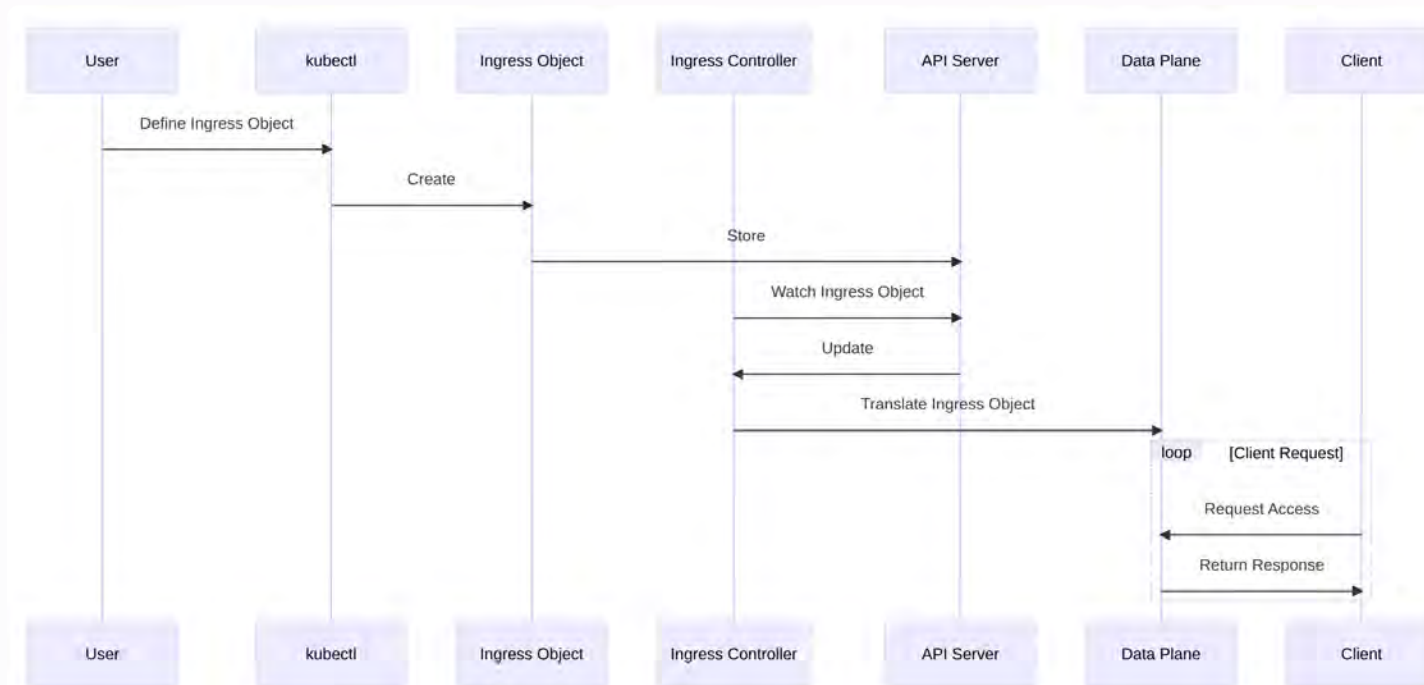 User kubectl Ingress Object Ingress Controller API Server Data Plane Client
Define Ingress Object
Create
Store
Watch Ingress Object
Update
Translate Ingress Object
loop [Client Request]
Request Access
Return Response
User kubectl Ingress Object Ingress Controller API Server Data Plane Client